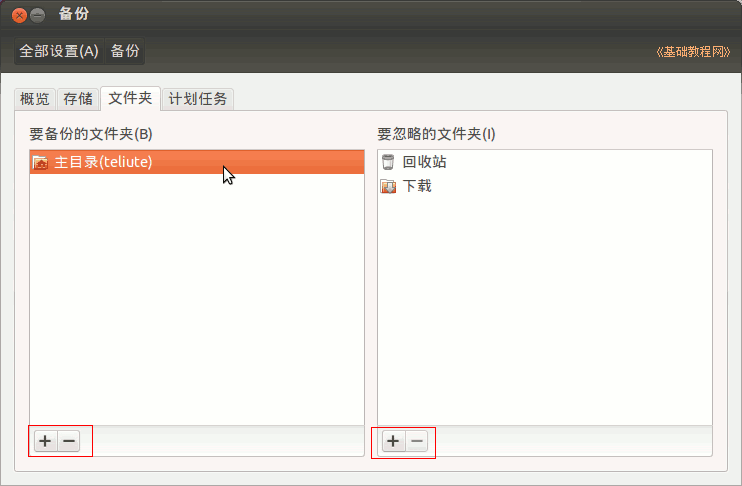 备份
全部设置(A) 备份
《基础教程网》
概览 存储 文件夹 计划任务
要备份的文件夹(B)
主目录(teliute)
要忽略的文件夹(I)
回收站
下载